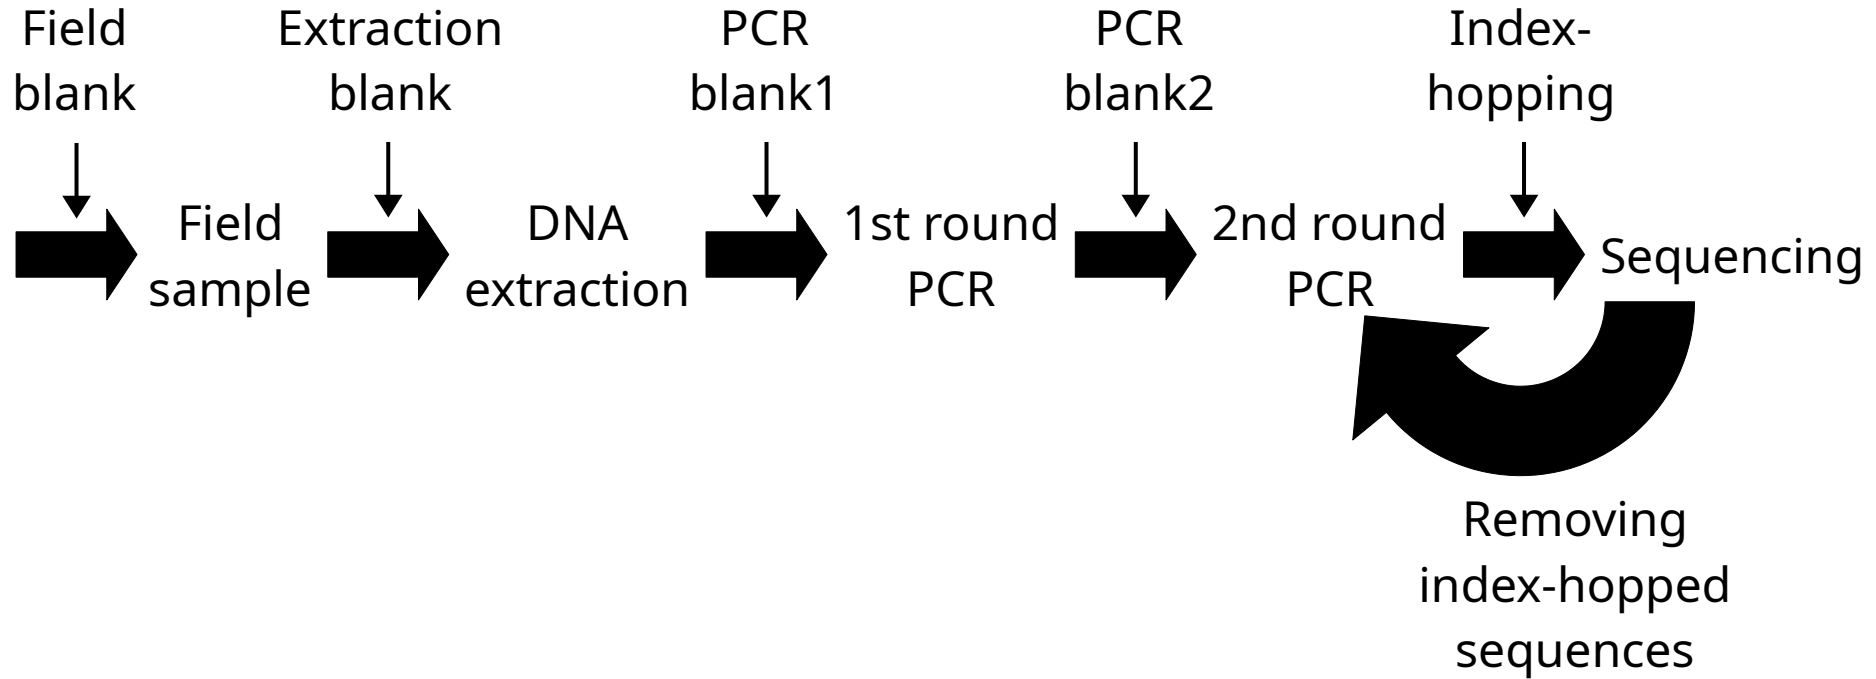 Field
blank
Extraction
blank
PCR
blank1
PCR
blank2
Index-
hopping
Field
sample
DNA
extraction
1st round
PCR
2nd round
PCR
Sequencing
Removing
index-hopped
sequences